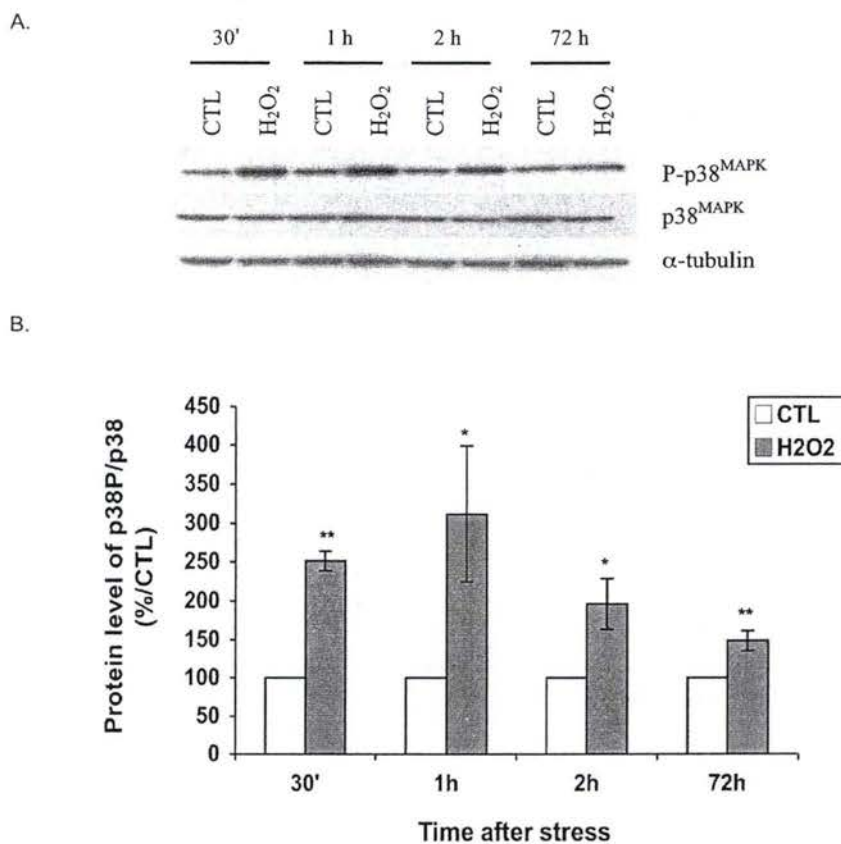 A.
30' 1 h 2 h 72 h
CTL H₂O₂ CTL H₂O₂ CTL H₂O₂ CTL H₂O₂
P-p38ᴹᴬᴾᴷ
p38ᴹᴬᴾᴷ
α-tubulin
B.
Protein level of p38P/p38
(%/CTL)
450
400
350
300
250
200
150
100
50
0
** * * **
CTL
H2O2
30' 1h 2h 72h
Time after stress